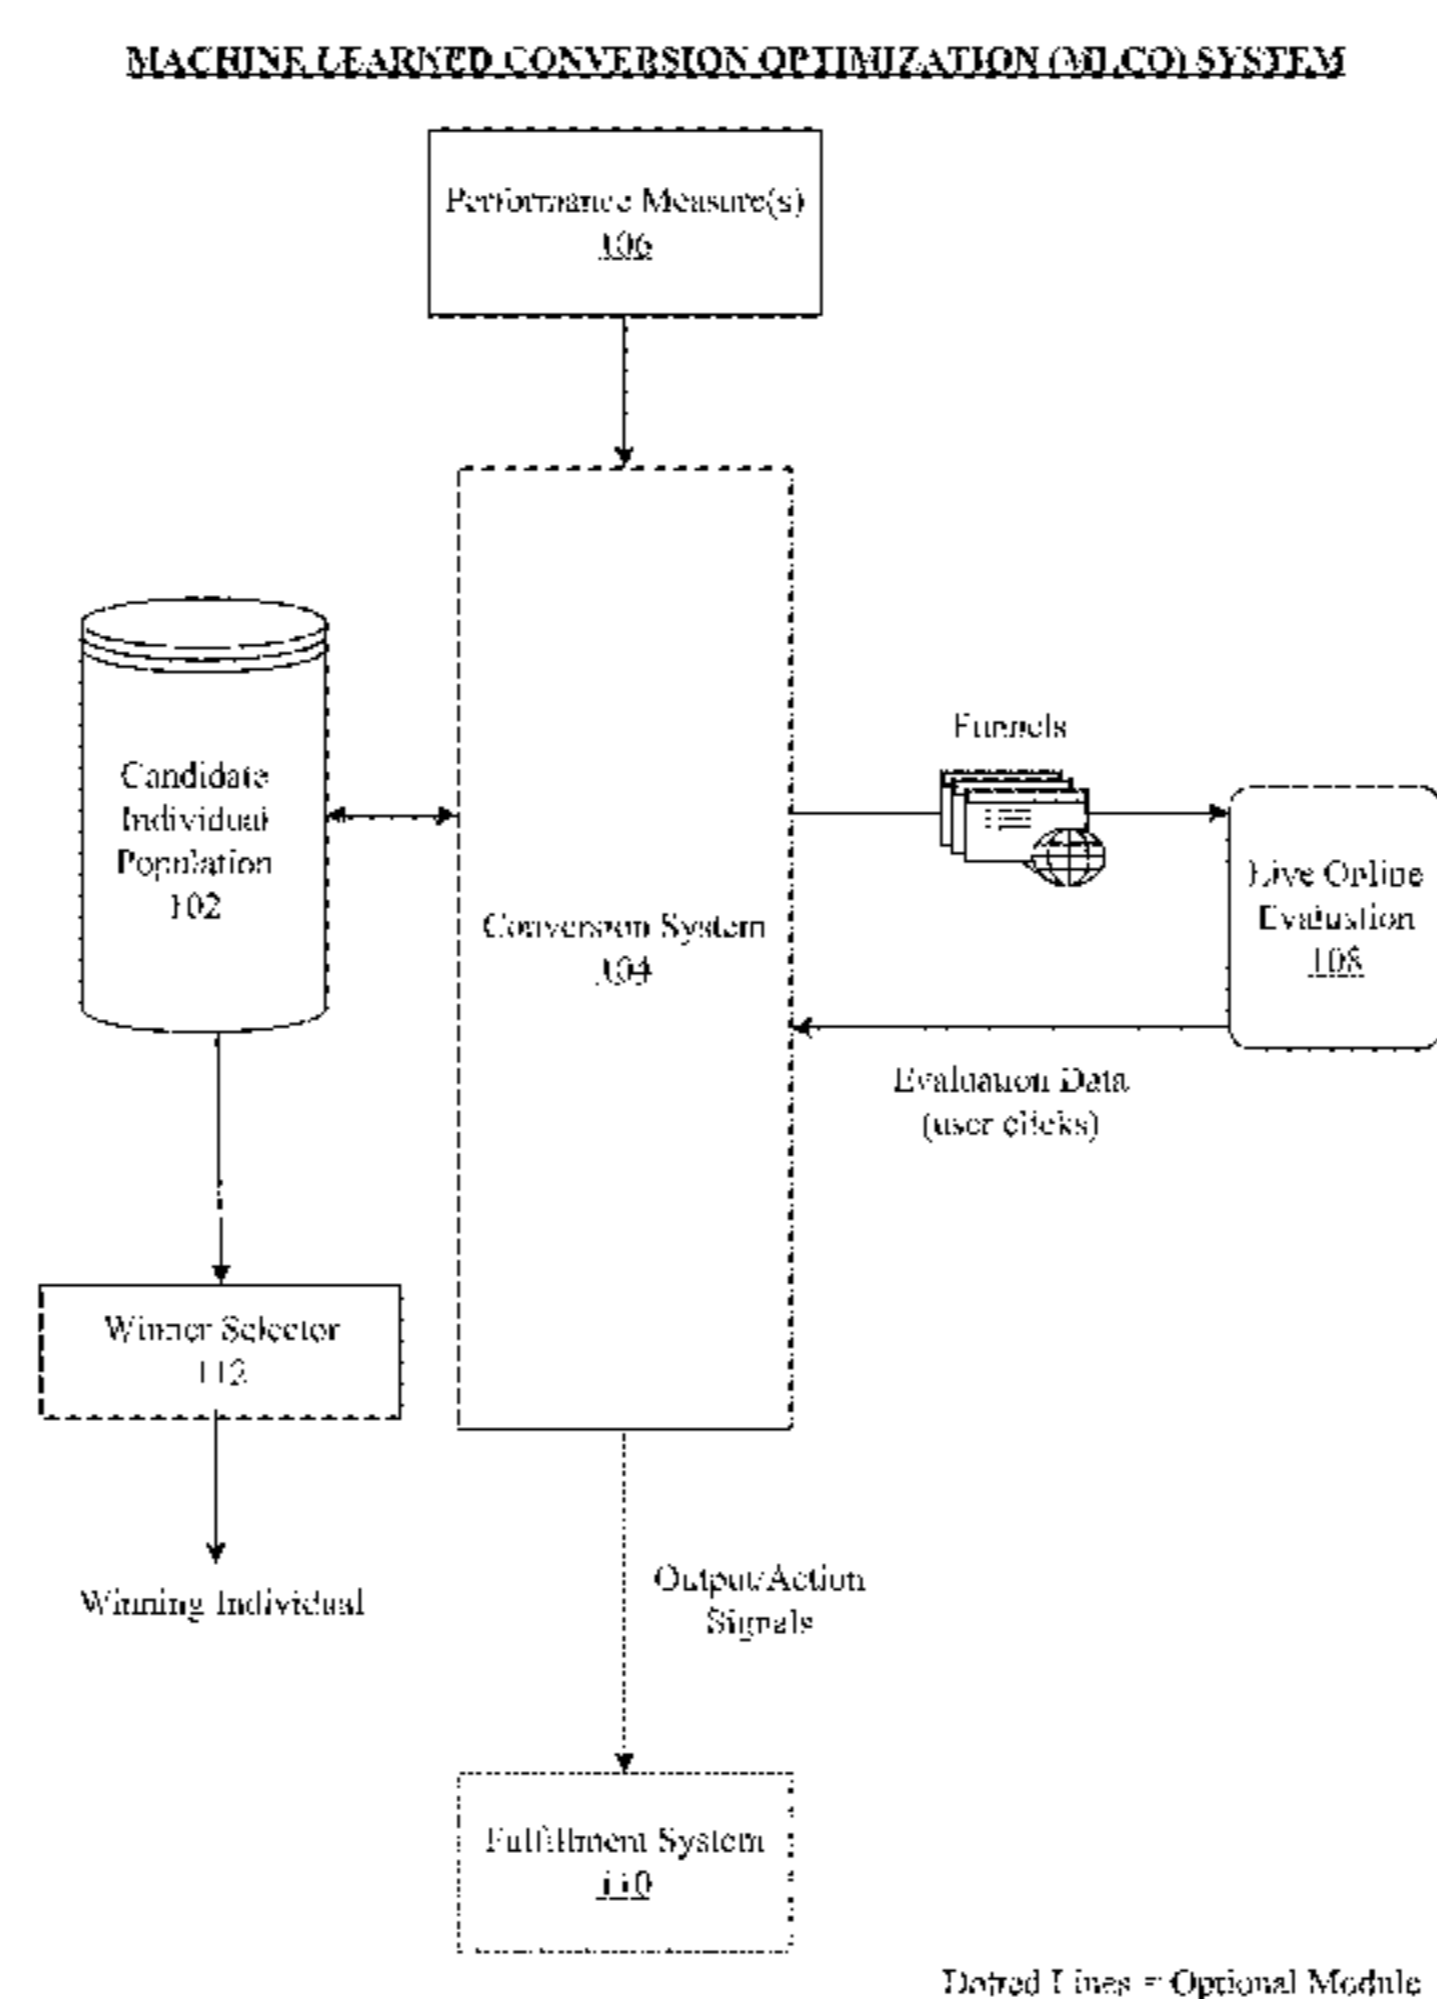 MACHINE LEARNED CONVERSION OPTIMIZATION (MLCO) SYSTEM
Performance Measure(s)
106
Candidate
Individual
Population
102
Conversion System
104
Funnels
Live Online
Evaluation
108
Evaluation Data
(user clicks)
Winner Selector
112
Winning Individual
Output/Action
Signals
Fulfillment System
110
Dotted Lines = Optional Module